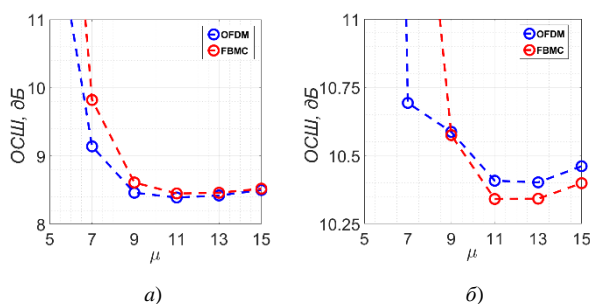 11
10
9
8
ОСШ, дБ
5 7 9 11 13 15
μ
OFDM
FBMC
а)
11
10.75
10.5
10.25
ОСШ, дБ
5 7 9 11 13 15
μ
OFDM
FBMC
б)